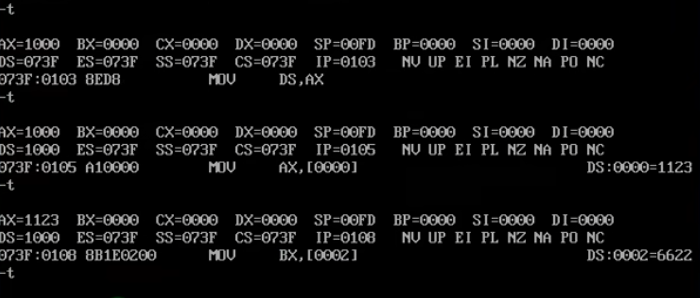 -t
AX=1000 BX=0000 CX=0000 DX=0000 SP=00FD BP=0000 SI=0000 DI=0000
DS=073F ES=073F SS=073F CS=073F IP=0103 NV UP EI PL NZ NA PO NC
073F:0103 8ED8 MOV DS,AX
-t
AX=1000 BX=0000 CX=0000 DX=0000 SP=00FD BP=0000 SI=0000 DI=0000
DS=1000 ES=073F SS=073F CS=073F IP=0105 NV UP EI PL NZ NA PO NC
073F:0105 A10000 MOV AX,[0000] DS:0000=1123
-t
AX=1123 BX=0000 CX=0000 DX=0000 SP=00FD BP=0000 SI=0000 DI=0000
DS=1000 ES=073F SS=073F CS=073F IP=0108 NV UP EI PL NZ NA PO NC
073F:0108 8B1E0200 MOV BX,[0002] DS:0002=6622
-t